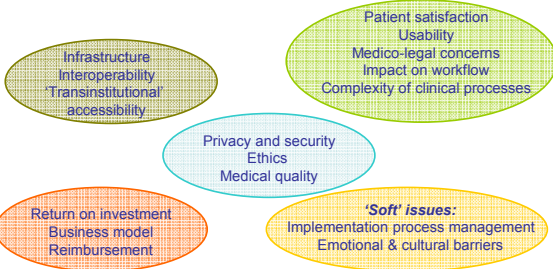 Infrastructure
Interoperability
‘Transinstitutional’
accessibility
Patient satisfaction
Usability
Medico-legal concerns
Impact on workflow
Complexity of clinical processes
Privacy and security
Ethics
Medical quality
Return on investment
Business model
Reimbursement
‘Soft’ issues:
Implementation process management
Emotional & cultural barriers